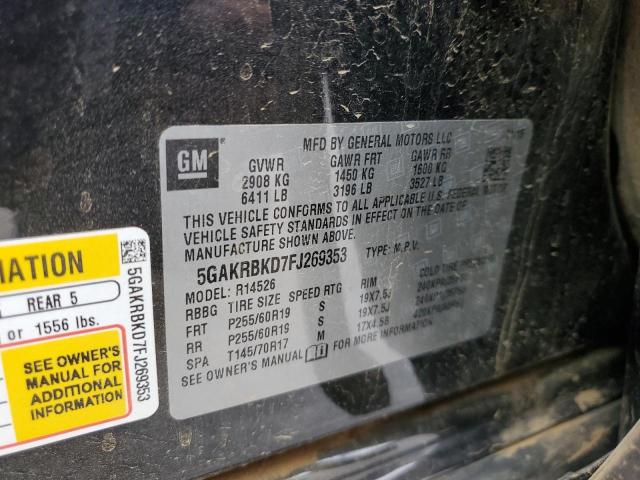 MFD BY GENERAL MOTORS LLC
GM
GVWR GAWR FRT GAWR RR
2908 KG 1450 KG 1600 KG
6411 LB 3196 LB 3527 LB
THIS VEHICLE CONFORMS TO ALL APPLICABLE U.S. FEDERAL MOTOR
VEHICLE SAFETY STANDARDS IN EFFECT ON THE DATE OF
MANUFACTURE SHOWN ABOVE.
5GAKRBKD7FJ269353 TYPE: M.P.V.
MODEL: R14526
RBBG TIRE SIZE SPEED RTG RIM COLD TIRE PRESSURE
FRT P255/60R19 S 19X7.5J
RR P255/60R19 S 19X7.5J
SPA T145/70R17 M 17X4.5B
SEE OWNER'S MANUAL FOR MORE INFORMATION.
MATION
REAR 5
or 1556 lbs.
SEE OWNER'S
MANUAL FOR
ADDITIONAL
INFORMATION
5GAKRBKD7FJ269353